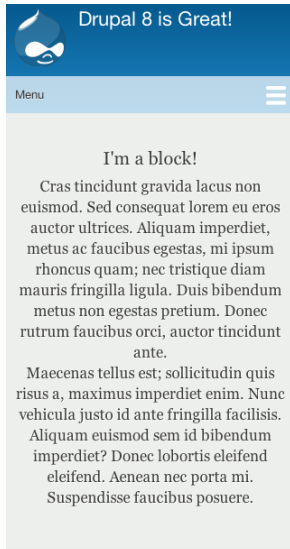 Drupal 8 is Great!
Menu
I'm a block!
Cras tincidunt gravida lacus non
euismod. Sed consequat lorem eu eros
auctor ultrices. Aliquam imperdiet,
metus ac faucibus egestas, mi ipsum
rhoncus quam; nec tristique diam
mauris fringilla ligula. Duis bibendum
metus non egestas pretium. Donec
rutrum faucibus orci, auctor tincidunt
ante.
Maecenas tellus est; sollicitudin quis
risus a, maximus imperdiet enim. Nunc
vehicula justo id ante fringilla facilisis.
Aliquam euismod sem id bibendum
imperdiet? Donec lobortis eleifend
eleifend. Aenean nec porta mi.
Suspendisse faucibus posuere.